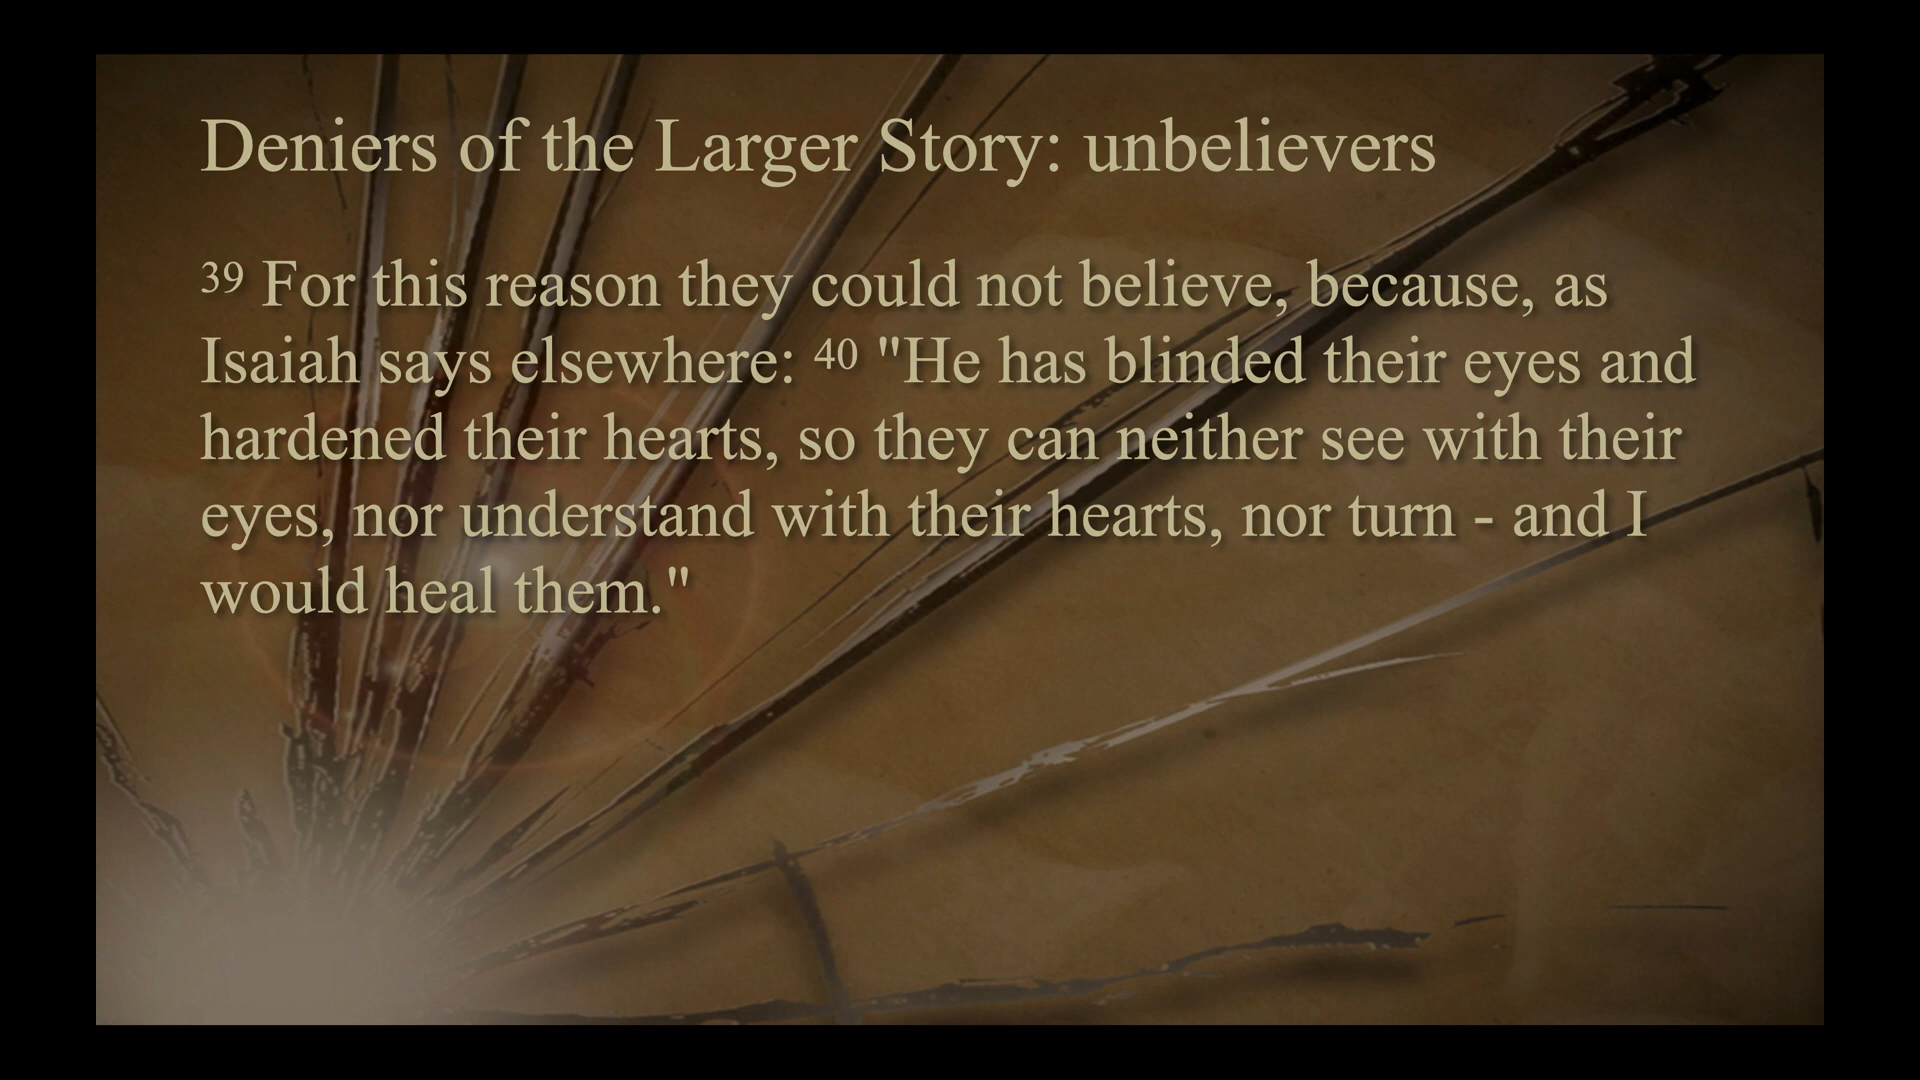 Deniers of the Larger Story: unbelievers
39 For this reason they could not believe, because, as
Isaiah says elsewhere: 40 "He has blinded their eyes and
hardened their hearts, so they can neither see with their
eyes, nor understand with their hearts, nor turn - and I
would heal them."